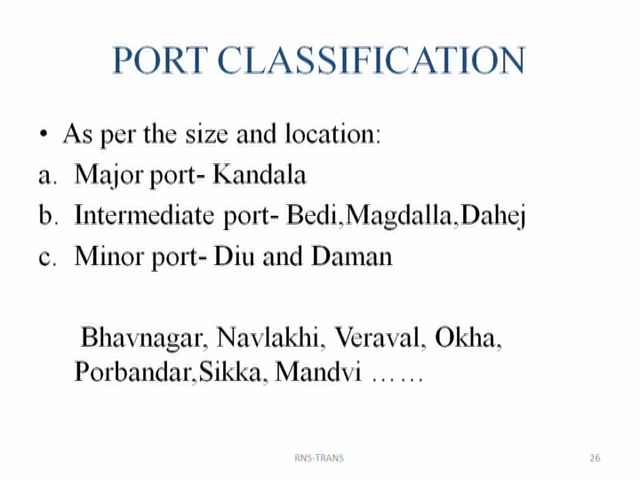 PORT CLASSIFICATION
• As per the size and location:
a. Major port- Kandala
b. Intermediate port- Bedi,Magdalla,Dahej
c. Minor port- Diu and Daman
Bhavnagar, Navlakhi, Veraval, Okha,
Porbandar,Sikka, Mandvi ……
RNS-TRANS
26